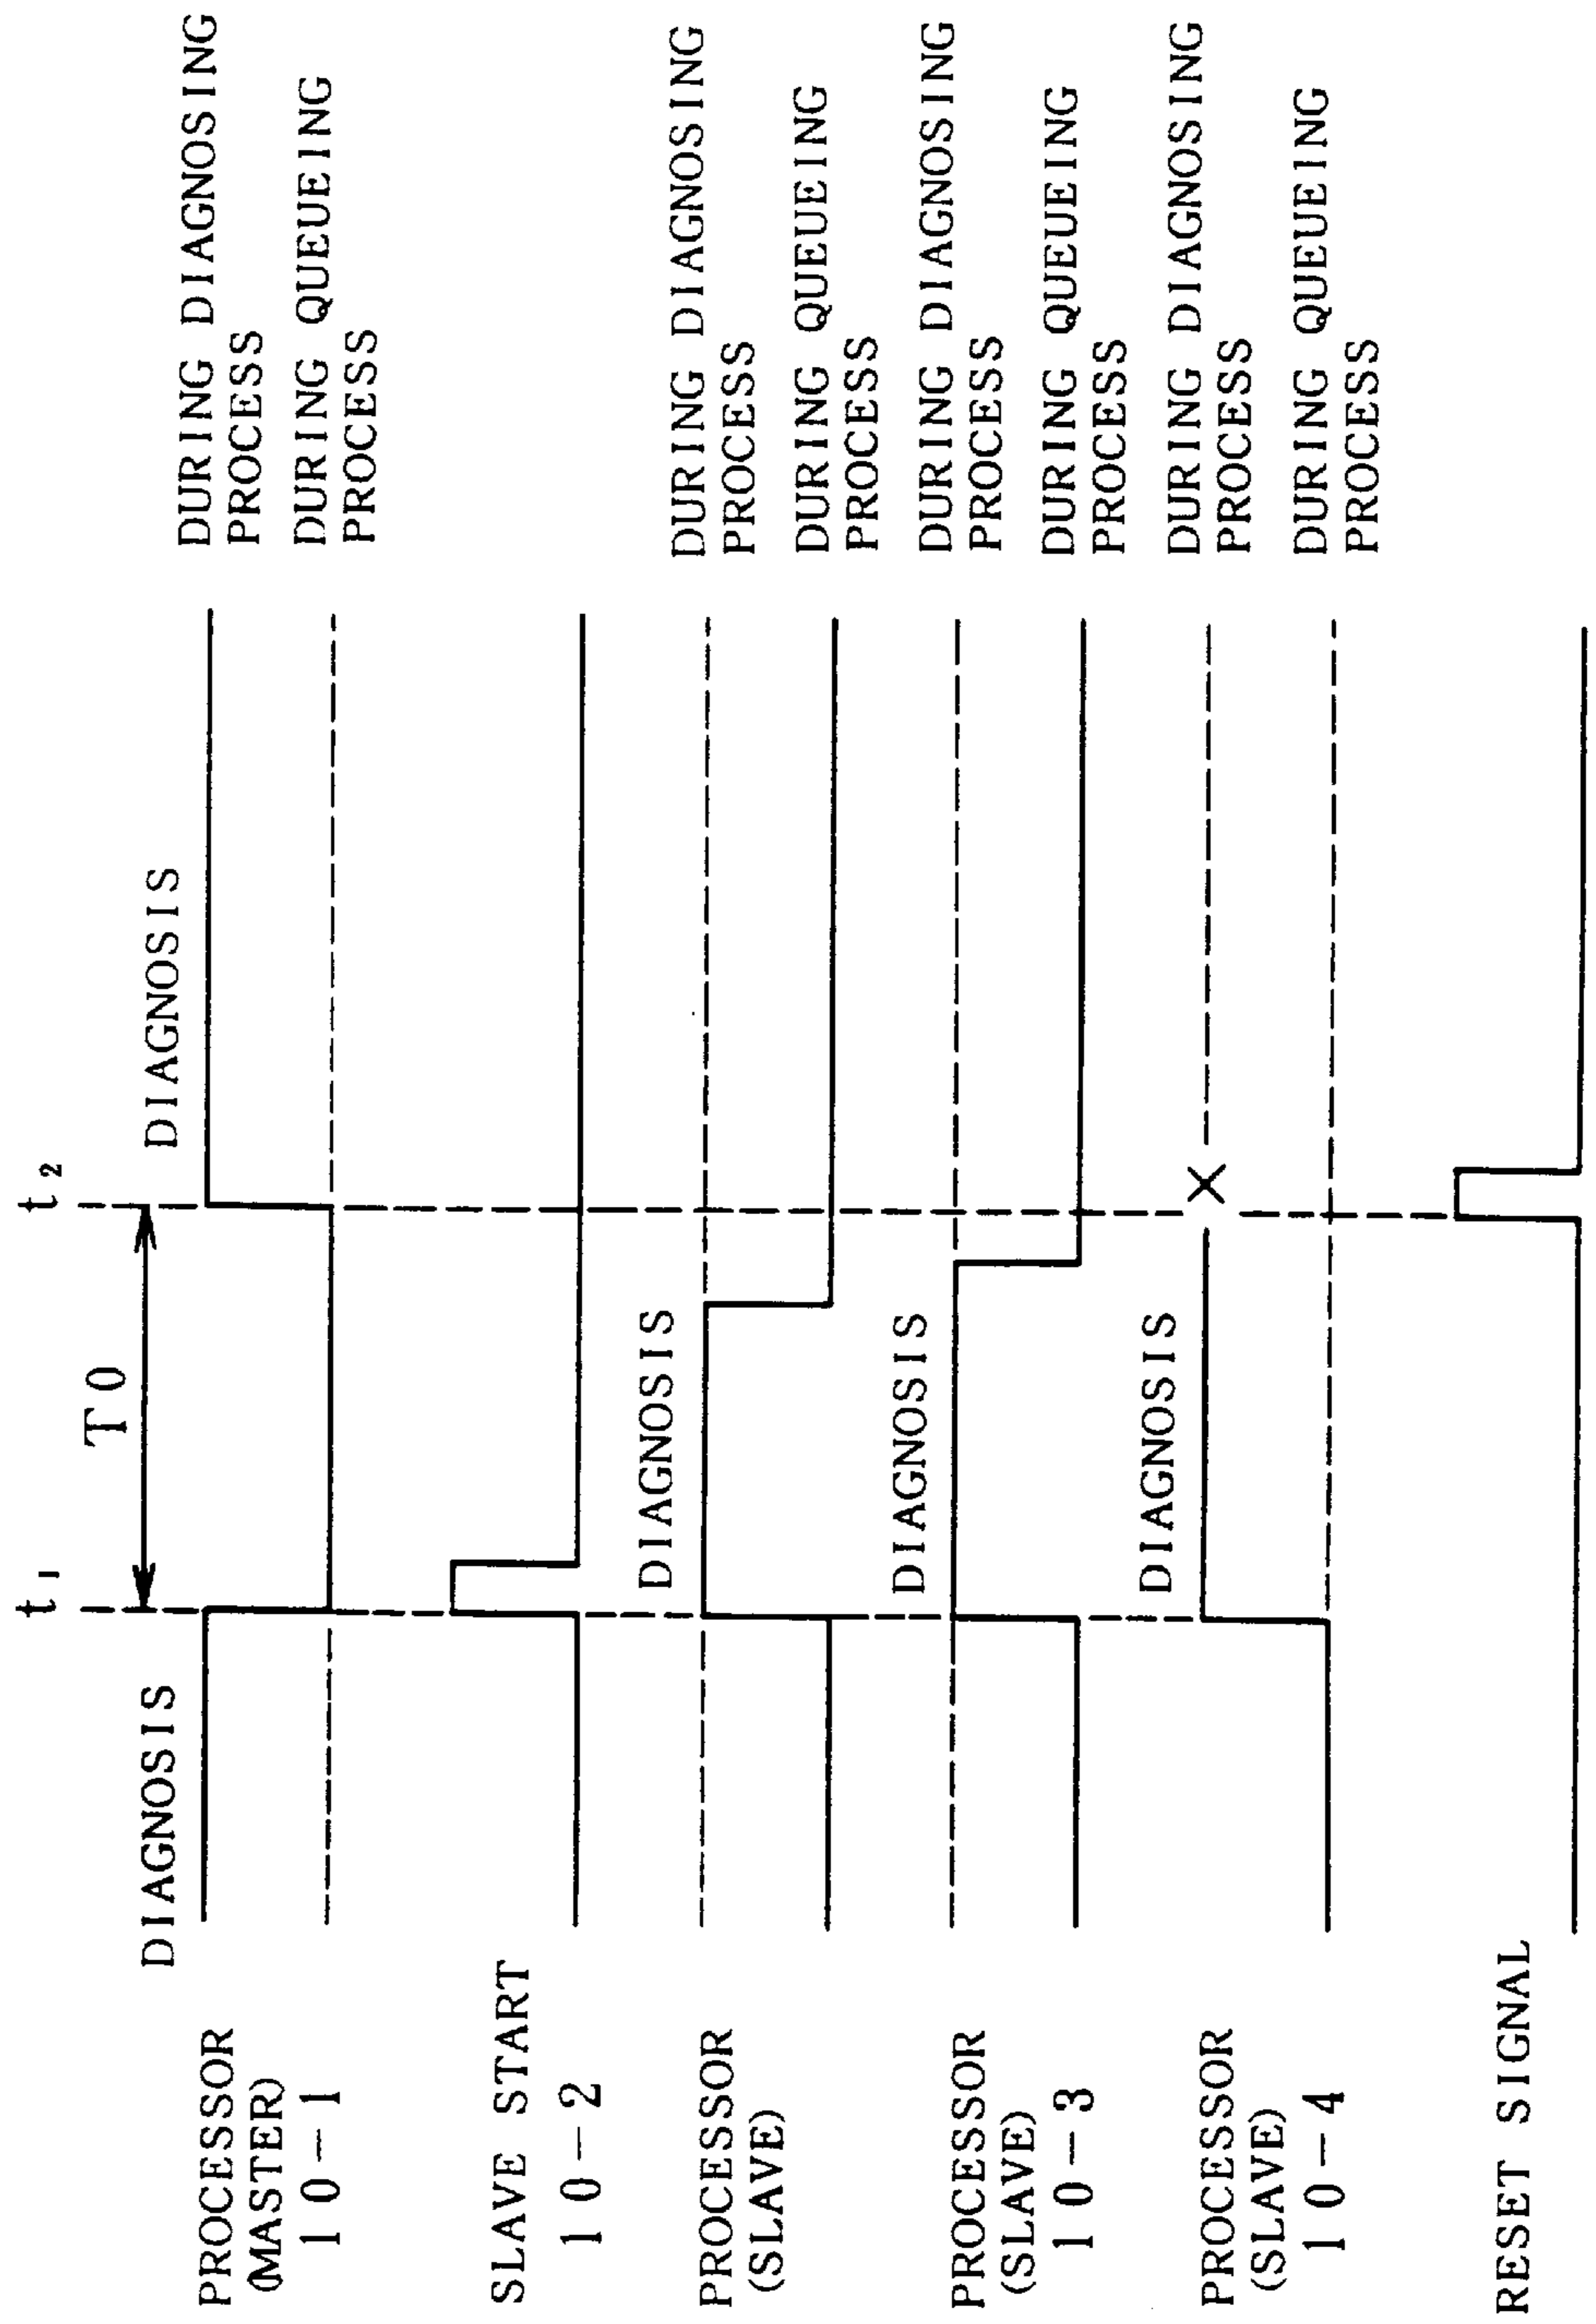 t1
t2
T0
DIAGNOSIS
DIAGNOSIS
PROCESSOR
(MASTER)
10-1
DURING DIAGNOSING
PROCESS
DURING QUEUEING
PROCESS
SLAVE START
10-2
PROCESSOR
(SLAVE)
DIAGNOSIS
DURING DIAGNOSING
PROCESS
DURING QUEUEING
PROCESS
PROCESSOR
(SLAVE)
10-3
DIAGNOSIS
DURING DIAGNOSING
PROCESS
DURING QUEUEING
PROCESS
PROCESSOR
(SLAVE)
10-4
DIAGNOSIS
DURING DIAGNOSING
PROCESS
DURING QUEUEING
PROCESS
RESET SIGNAL